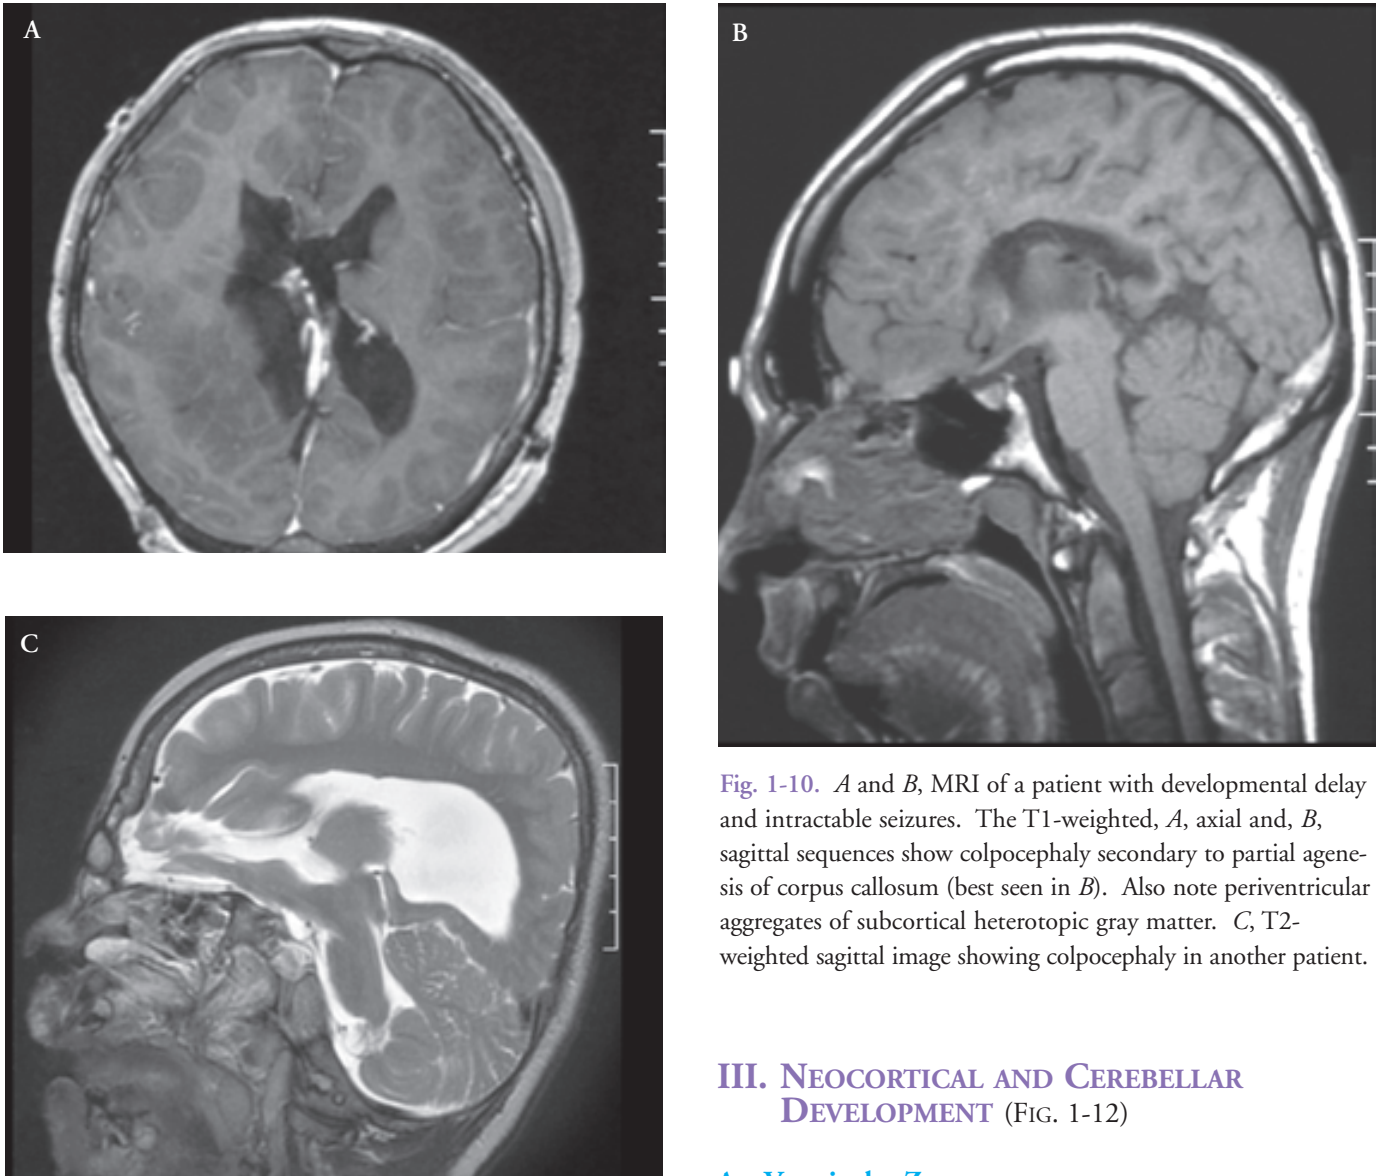 A
B
C
Fig. 1-10. A and B, MRI of a patient with developmental delay
and intractable seizures. The T1-weighted, A, axial and, B,
sagittal sequences show colpocephaly secondary to partial agene-
sis of corpus callosum (best seen in B). Also note periventricular
aggregates of subcortical heterotopic gray matter. C, T2-
weighted sagittal image showing colpocephaly in another patient.
III. NEOCORTICAL AND CEREBELLAR
DEVELOPMENT (FIG. 1-12)